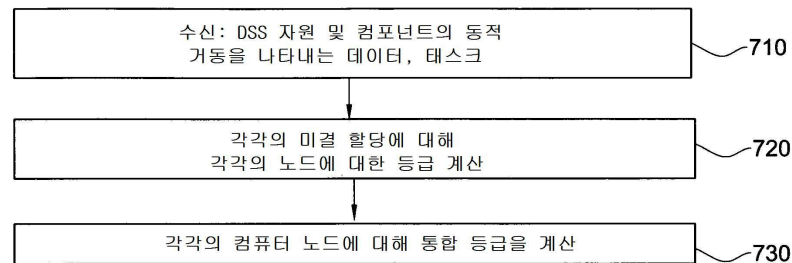 수신: DSS 자원 및 컴포넌트의 동적
거동을 나타내는 데이터, 태스크
710
각각의 미결 할당에 대해
각각의 노드에 대한 등급 계산
720
각각의 컴퓨터 노드에 대해 통합 등급을 계산
730